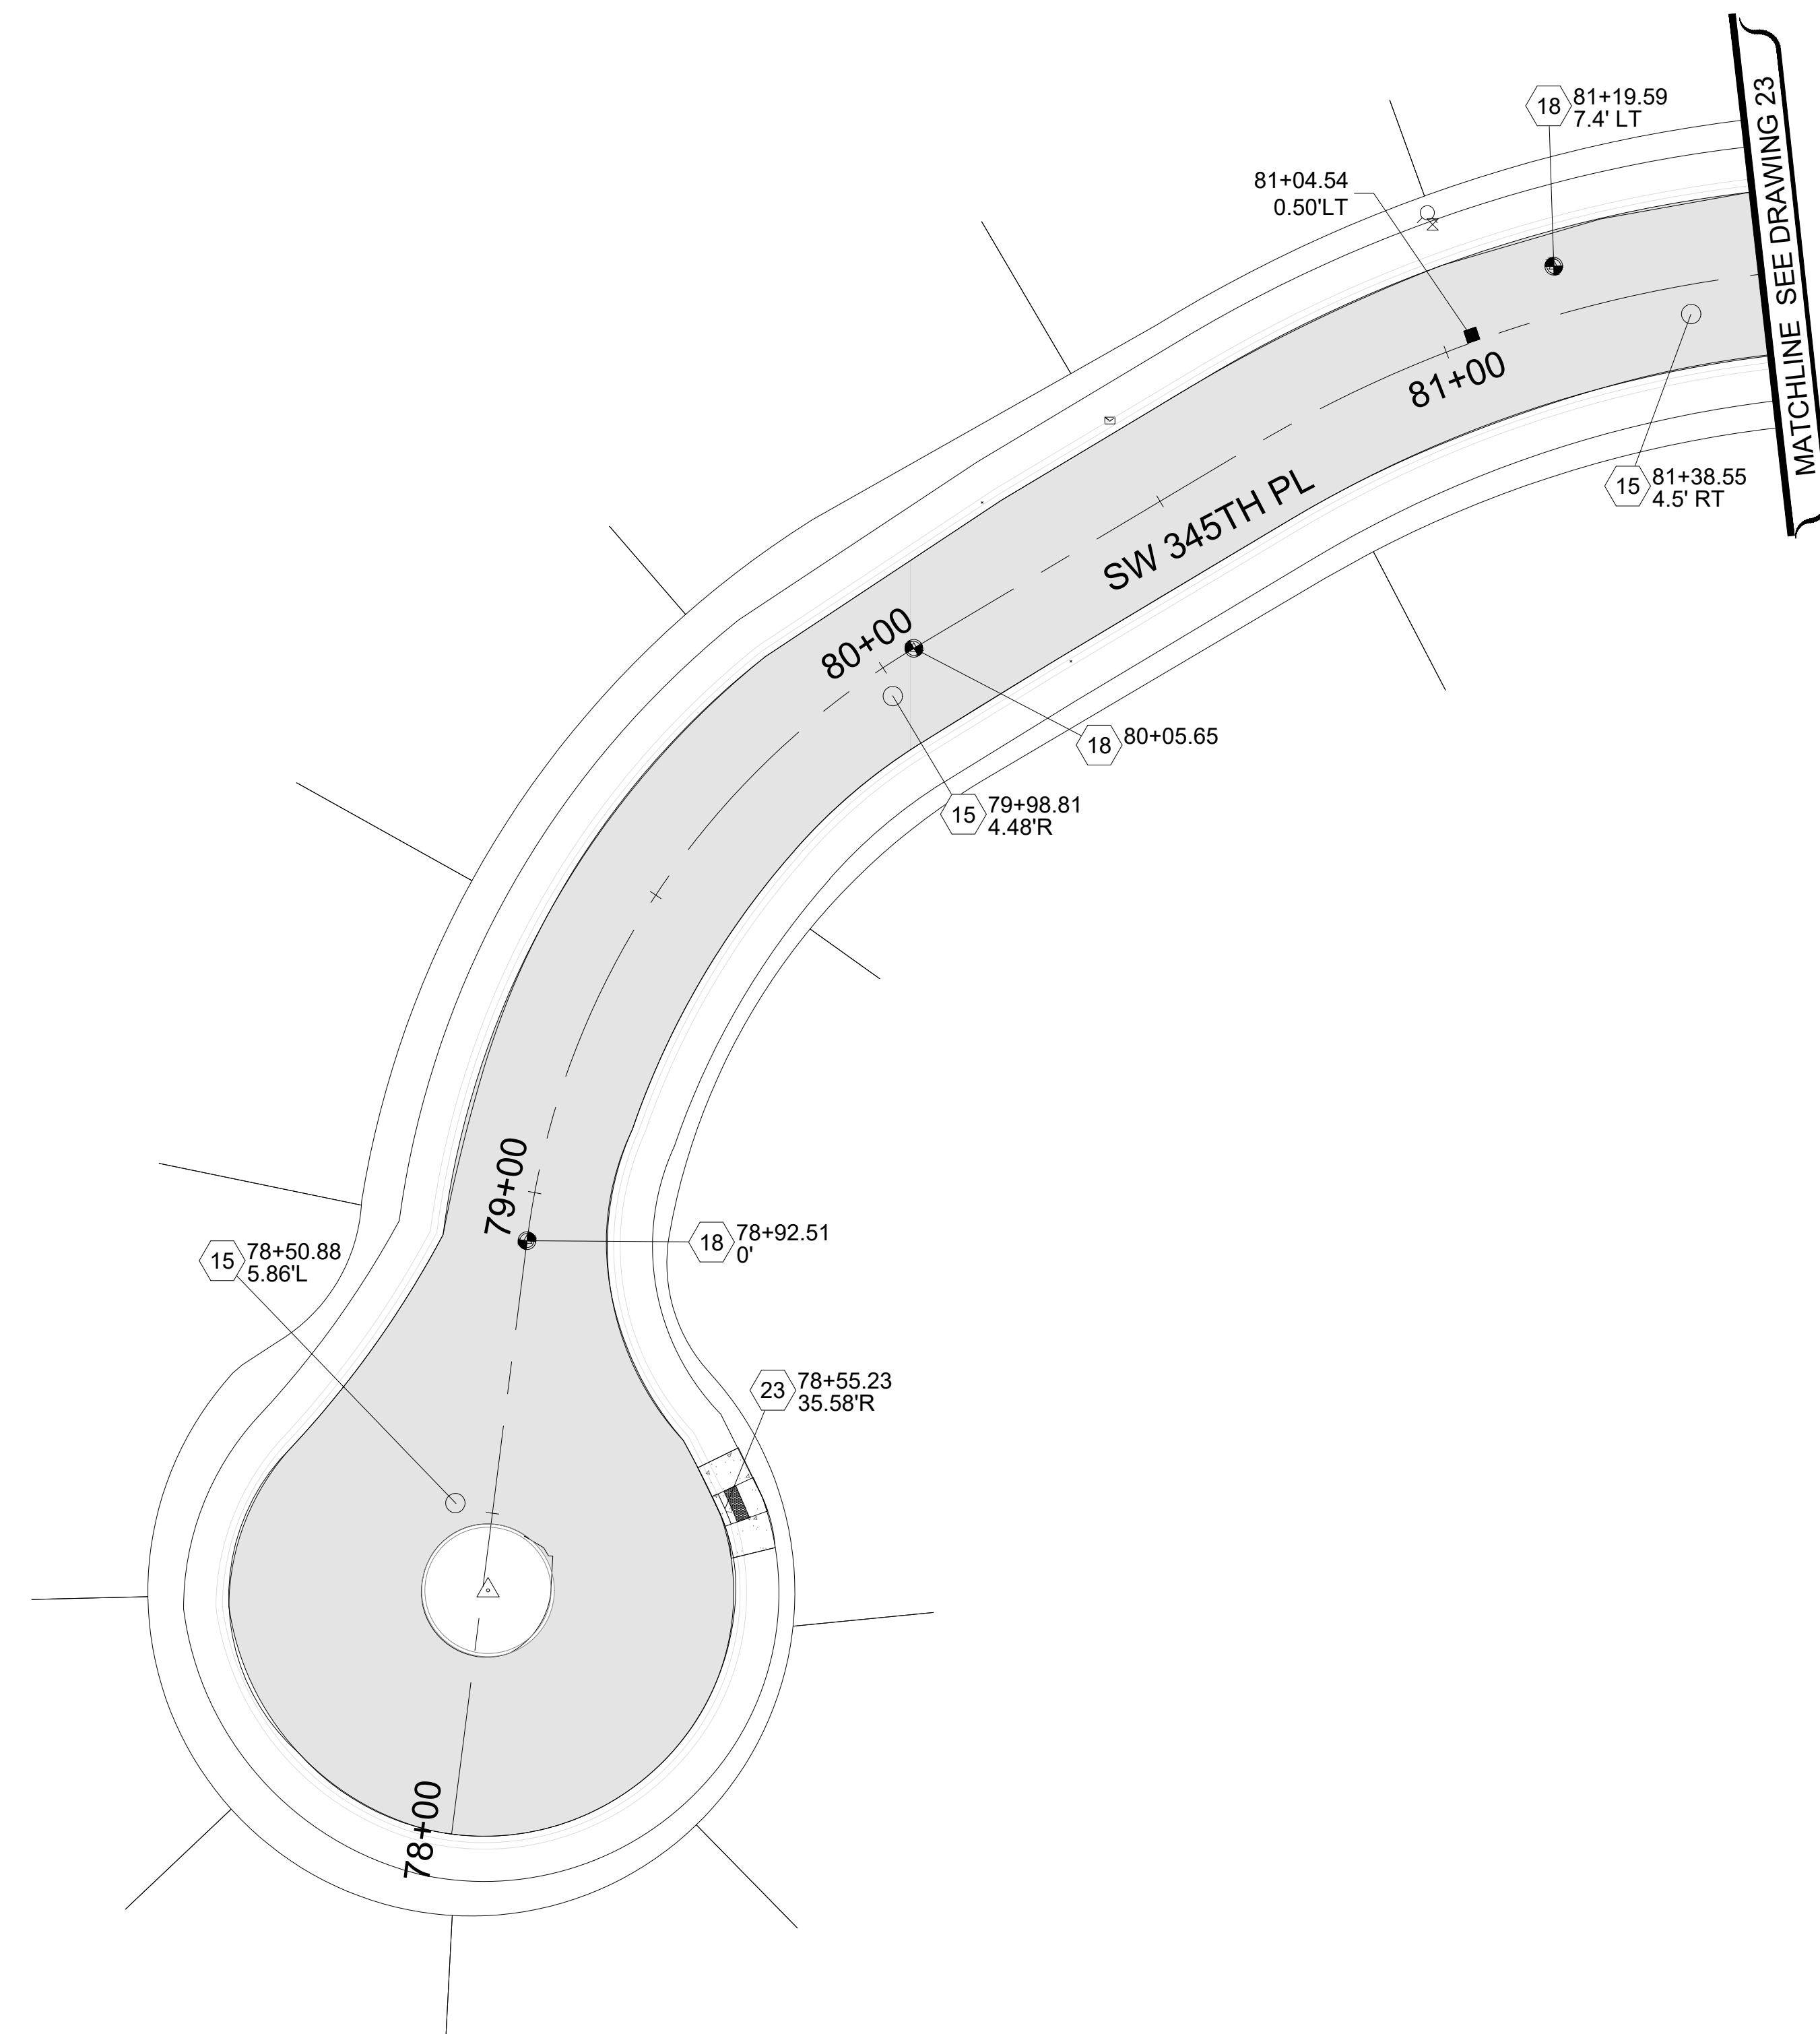 18
81+19.59
7.4' LT
81+04.54
0.50'LT
MATCHLINE SEE DRAWING 23
81+00
15
81+38.55
4.5' RT
SW 345TH PL
80+00
18
80+05.65
15
79+98.81
4.48'R
79+00
18
78+92.51
0'
15
78+50.88
5.86'L
23
78+55.23
35.58'R
78+00